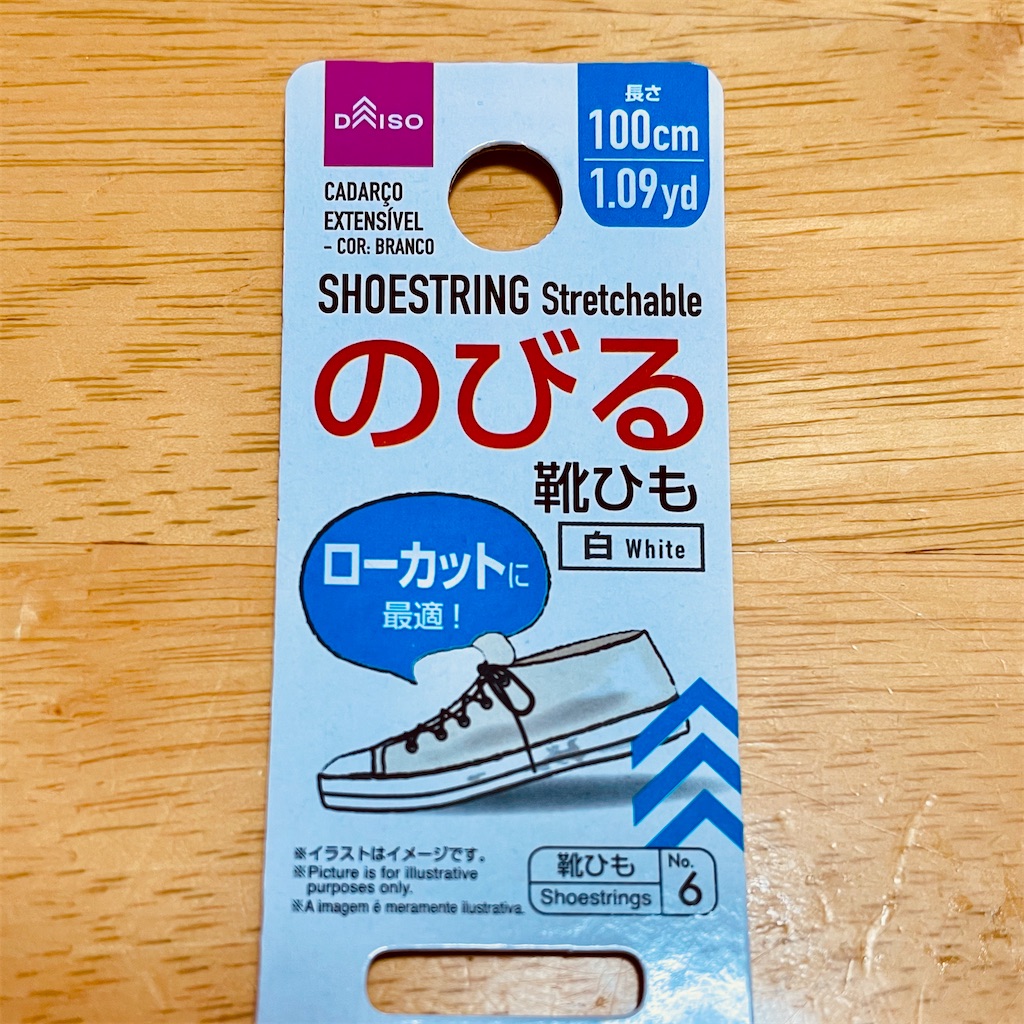 DAISO
長さ
100cm
1.09yd
CADARÇO
EXTENSÍVEL
- COR: BRANCO
SHOESTRING Stretchable
のびる
靴ひも
白 White
ローカットに
最適！
※イラストはイメージです。
※Picture is for illustrative
purposes only.
※A imagem é meramente ilustrativa.
靴ひも
Shoestrings
No.
6